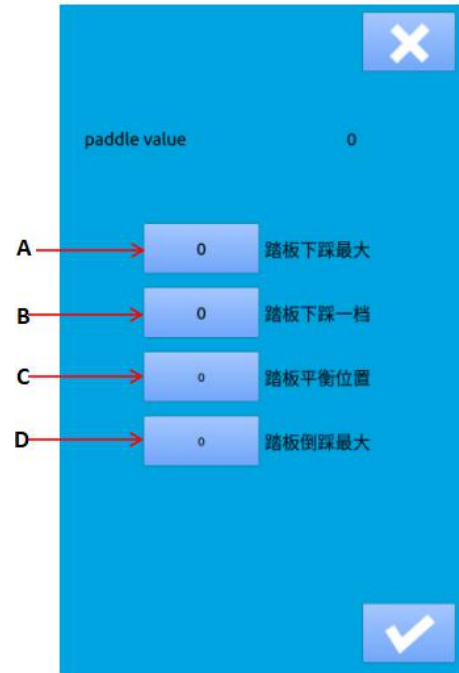 paddle value 0
A 0 踏板下踩最大
B 0 踏板下踩一档
C 0 踏板平衡位置
D 0 踏板倒踩最大